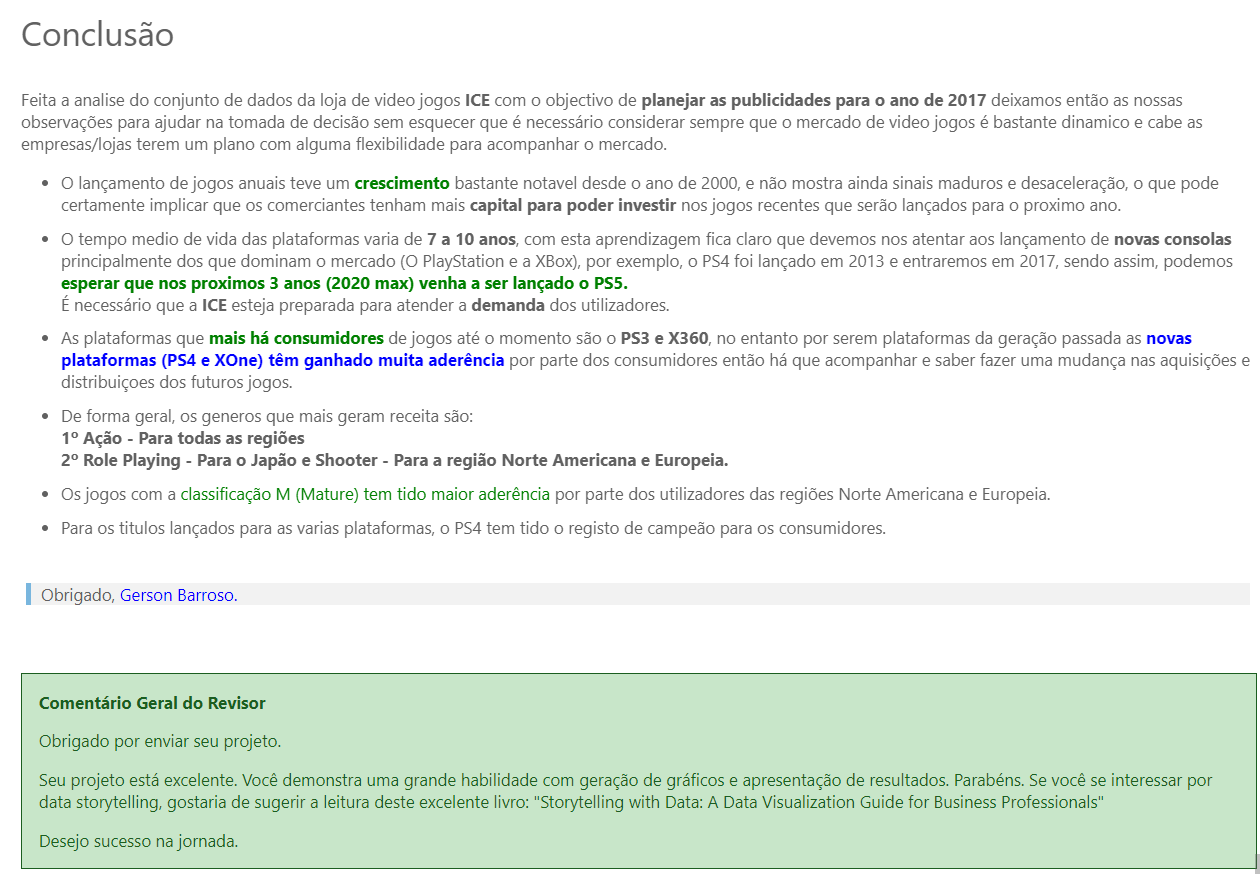 Conclusão
Feita a analise do conjunto de dados da loja de video jogos ICE com o objectivo de planejar as publicidades para o ano de 2017 deixamos então as nossas
observações para ajudar na tomada de decisão sem esquecer que é necessário considerar sempre que o mercado de video jogos é bastante dinamico e cabe as
empresas/lojas terem um plano com alguma flexibilidade para acompanhar o mercado.
• O lançamento de jogos anuais teve um crescimento bastante notavel desde o ano de 2000, e não mostra ainda sinais maduros e desaceleração, o que pode
certamente implicar que os comerciantes tenham mais capital para poder investir nos jogos recentes que serão lançados para o proximo ano.
• O tempo medio de vida das plataformas varia de 7 a 10 anos, com esta aprendizagem fica claro que devemos nos atentar aos lançamento de novas consolas
principalmente dos que dominam o mercado (O PlayStation e a XBox), por exemplo, o PS4 foi lançado em 2013 e entraremos em 2017, sendo assim, podemos
esperar que nos proximos 3 anos (2020 max) venha a ser lançado o PS5.
É necessário que a ICE esteja preparada para atender a demanda dos utilizadores.
• As plataformas que mais há consumidores de jogos até o momento são o PS3 e X360, no entanto por serem plataformas da geração passada as novas
plataformas (PS4 e XOne) têm ganhado muita aderência por parte dos consumidores então há que acompanhar e saber fazer uma mudança nas aquisições e
distribuiçoes dos futuros jogos.
• De forma geral, os generos que mais geram receita são:
1º Ação - Para todas as regiões
2º Role Playing - Para o Japão e Shooter - Para a região Norte Americana e Europeia.
• Os jogos com a classificação M (Mature) tem tido maior aderência por parte dos utilizadores das regiões Norte Americana e Europeia.
• Para os titulos lançados para as varias plataformas, o PS4 tem tido o registo de campeão para os consumidores.
Obrigado, Gerson Barroso.
Comentário Geral do Revisor
Obrigado por enviar seu projeto.
Seu projeto está excelente. Você demonstra uma grande habilidade com geração de gráficos e apresentação de resultados. Parabéns. Se você se interessar por
data storytelling, gostaria de sugerir a leitura deste excelente livro: "Storytelling with Data: A Data Visualization Guide for Business Professionals"
Desejo sucesso na jornada.